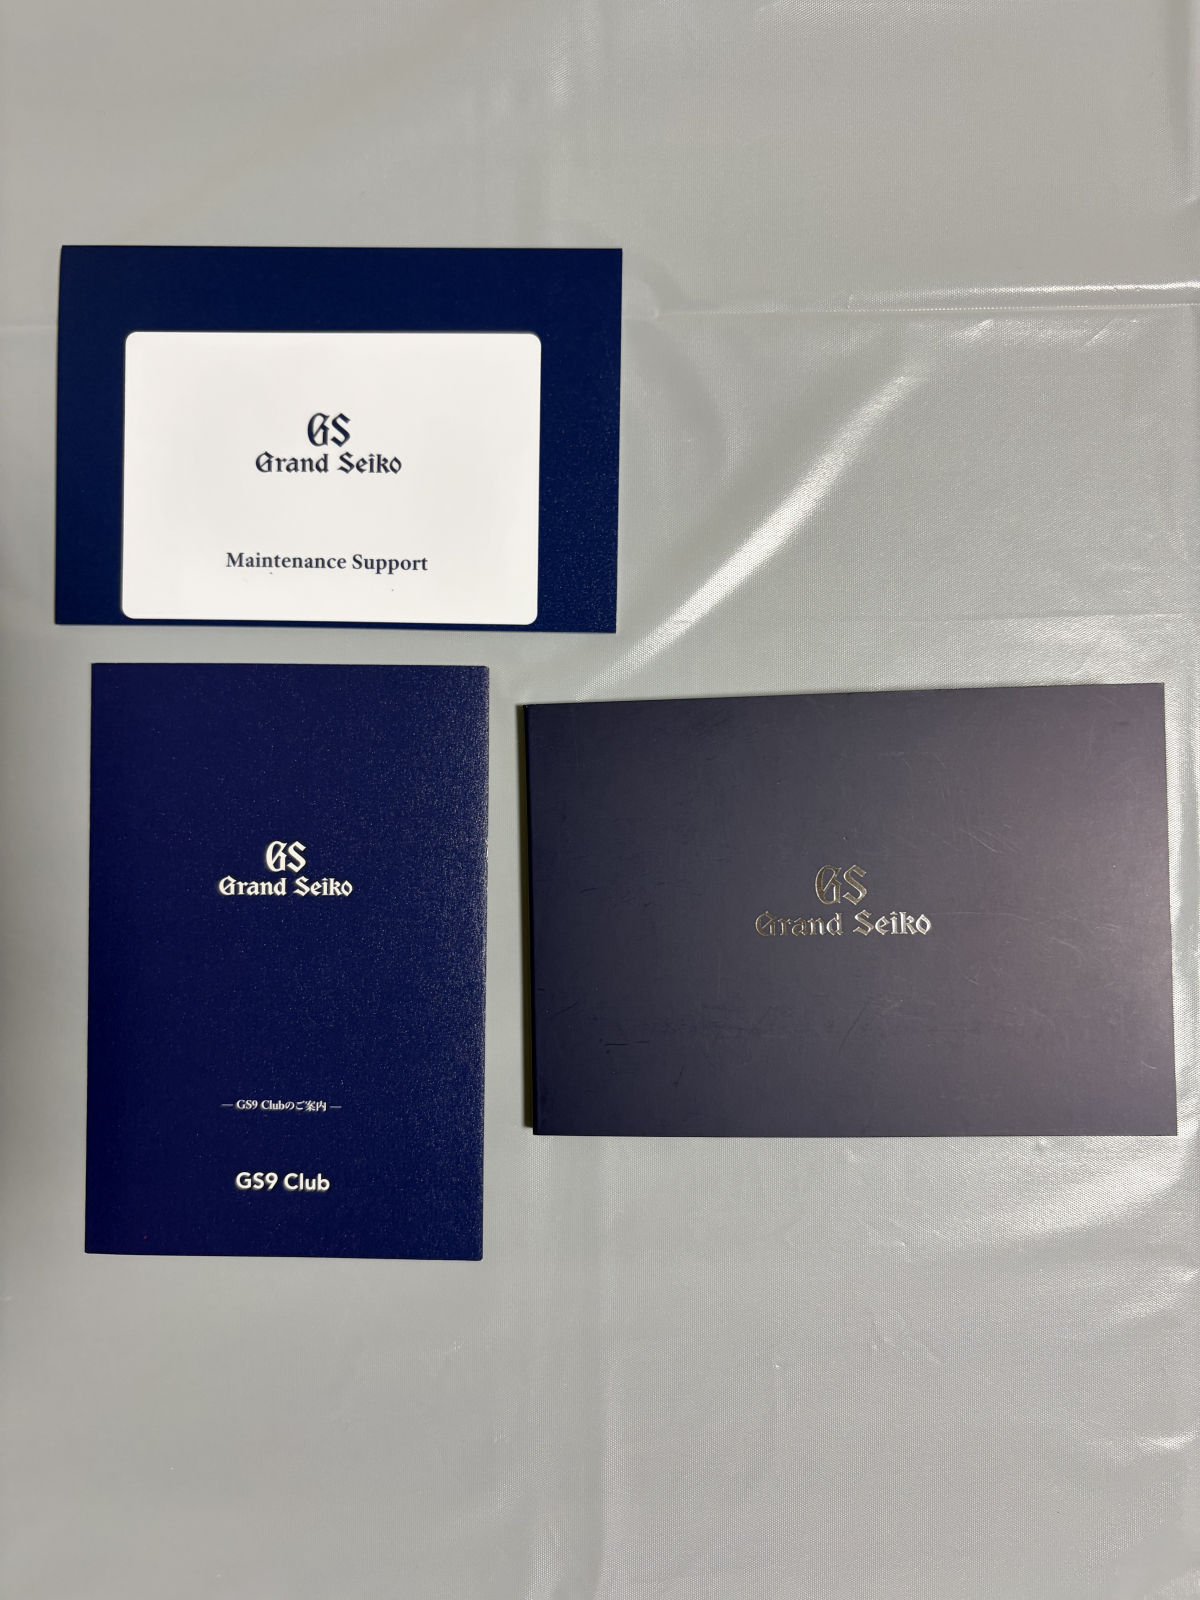 GS
Grand Seiko
Maintenance Support
GS
Grand Seiko
— GS9 Clubのご案内 —
GS9 Club
GS
Grand Seiko